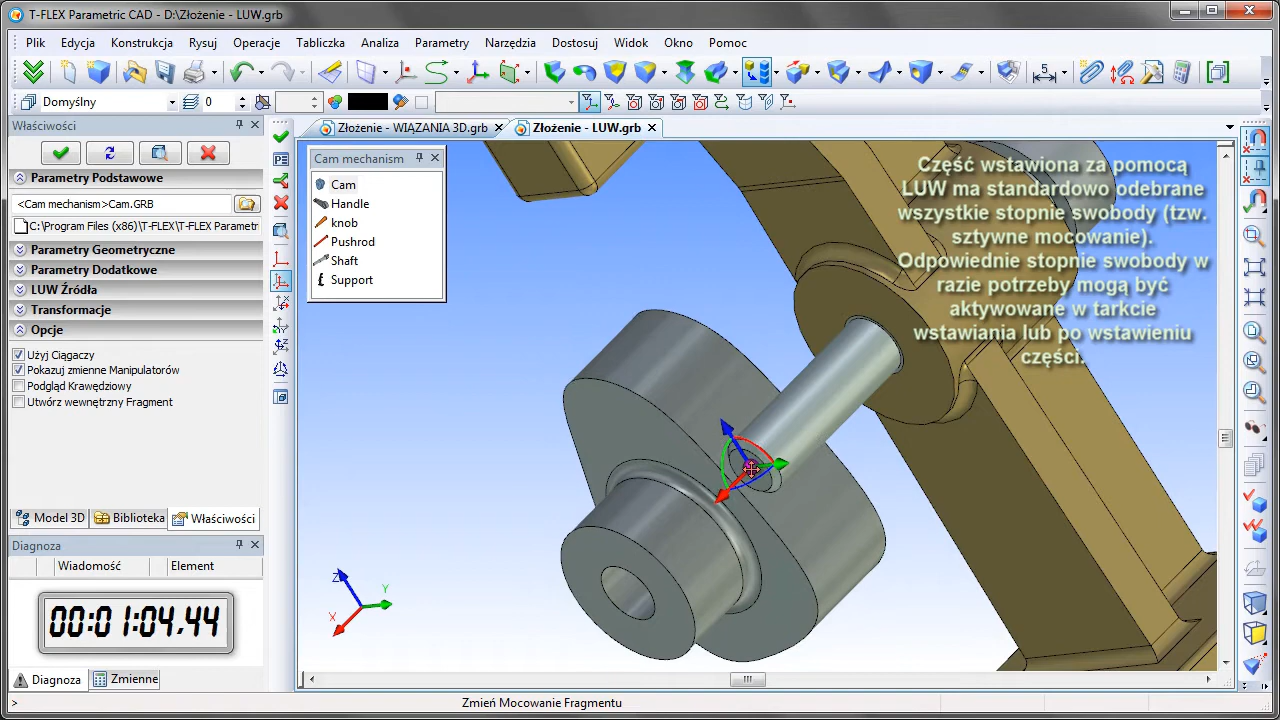 T-FLEX Parametric CAD - D:\Złożenie - LUW.grb
Plik Edycja Konstrukcja Rysuj Operacje Tabliczka Analiza Parametry Narzędzia Dostosuj Widok Okno Pomoc
Domyślny 0
5
Właściwości
Złożenie - WIĄZANIA 3D.grb Złożenie - LUW.grb
Parametry Podstawowe
<Cam mechanism>Cam.GRB
C:\Program Files (x86)\T-FLEX\T-FLEX Parametr
Parametry Geometryczne
Parametry Dodatkowe
LUW Źródła
Transformacje
Opcje
Użyj Ciągaczy
Pokazuj zmienne Manipulatorów
Podgląd Krawędziowy
Utwórz wewnętrzny Fragment
Model 3D Biblioteka Właściwości
Diagnoza
Wiadomość Element
00:01:04.44
Diagnoza Zmienne
Cam mechanism
Cam
Handle
knob
Pushrod
Shaft
Support
Część wstawiona za pomocą
LUW ma standardowo odebrane
wszystkie stopnie swobody (tzw.
sztywne mocowanie).
Odpowiednie stopnie swobody w
razie potrzeby mogą być
aktywowane w tarkcie
wstawiania lub po wstawieniu
części.
Z
Y
X
> Zmień Mocowanie Fragmentu